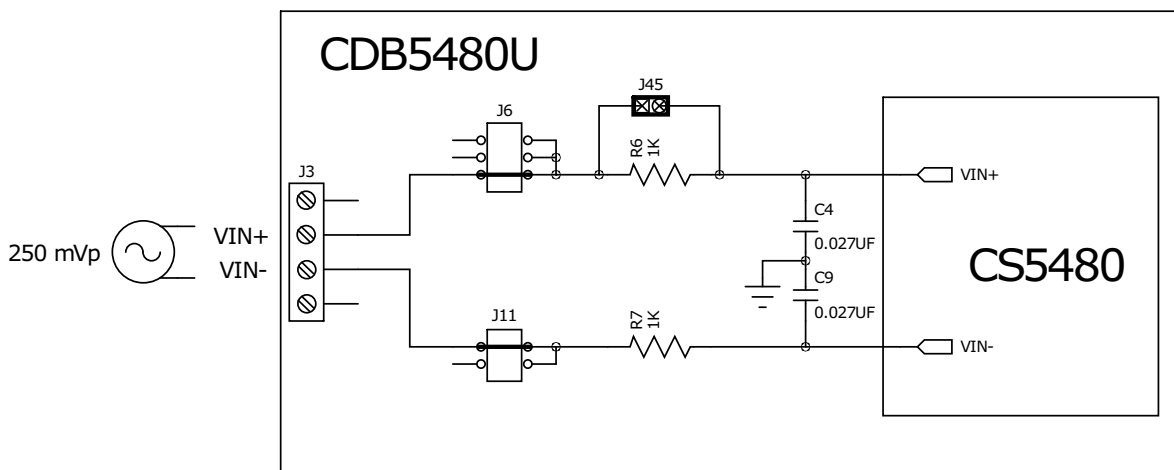 CDB5480U
J45
J6
R6
1K
J3
VIN+
C4
0.027UF
250 mVp
VIN+
VIN-
CS5480
C9
0.027UF
J11
R7
1K
VIN-